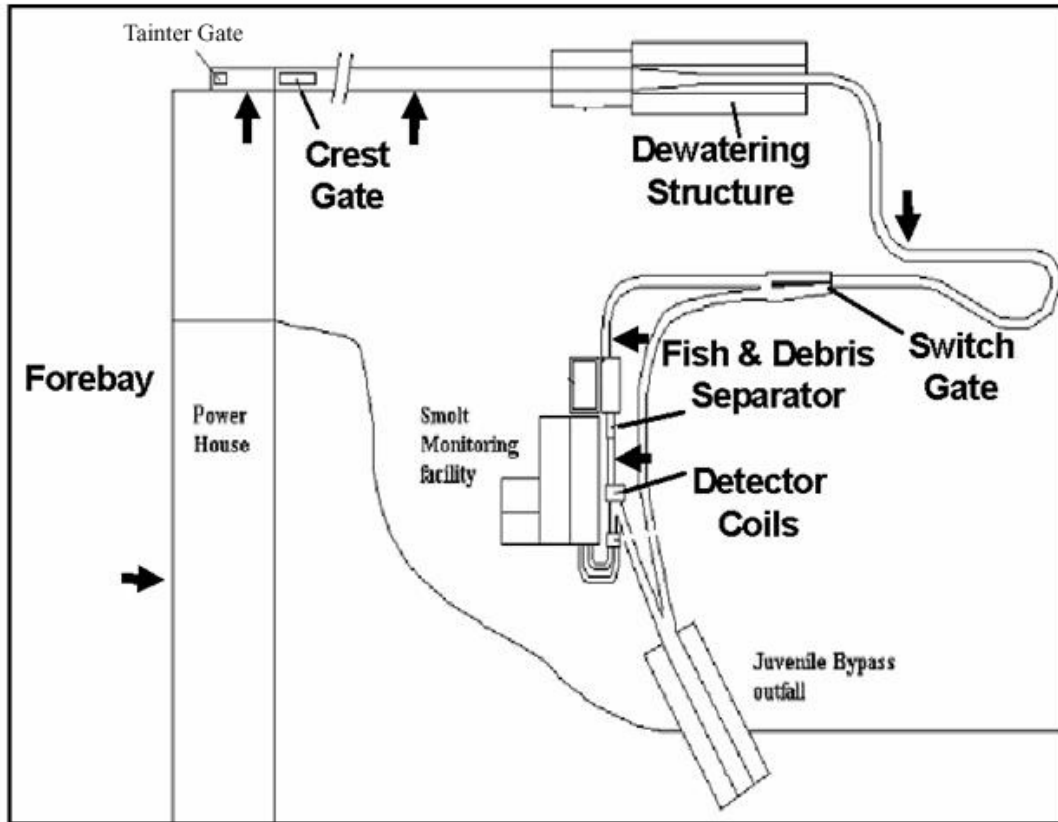 Tainter Gate
Crest
Gate
Dewatering
Structure
Forebay
Power
House
Smolt
Monitoring
facility
Fish & Debris
Separator
Switch
Gate
Detector
Coils
Juvenile Bypass
outfall